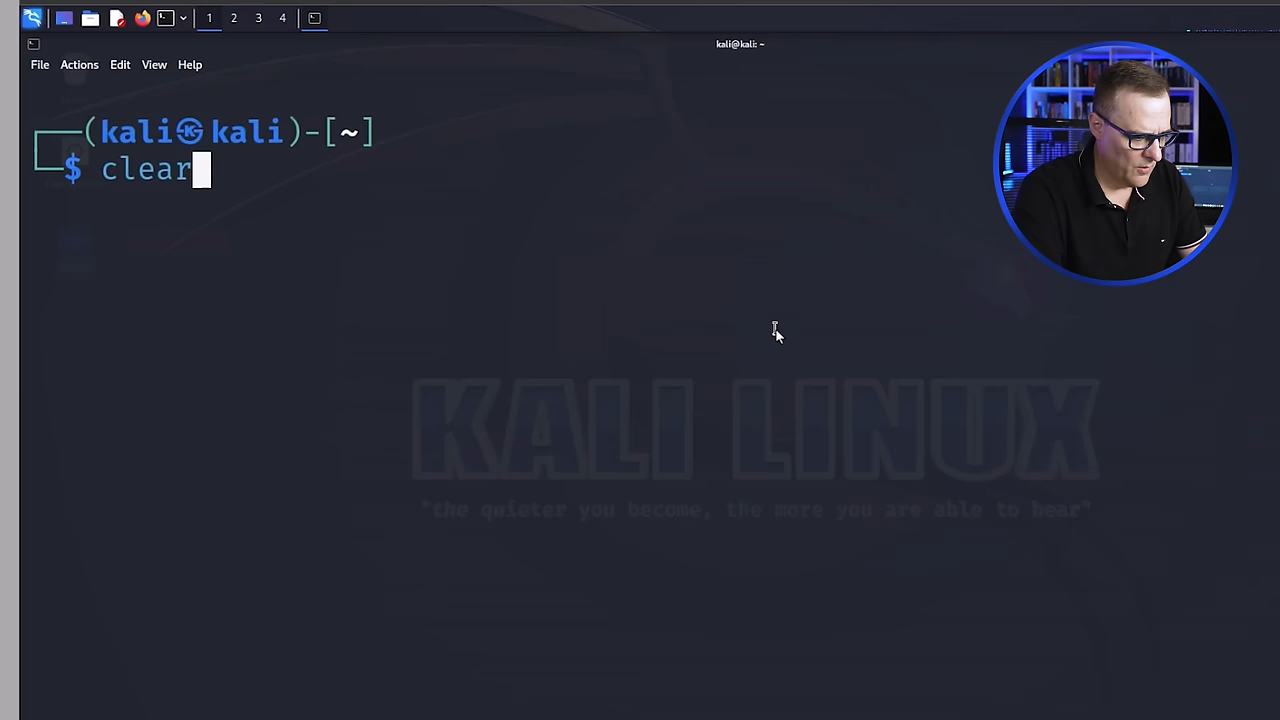 1 2 3 4
kali@kali: ~
File Actions Edit View Help
(kali㉿kali)-[~]
$ clear
KALI LINUX
"the quieter you become, the more you are able to hear"